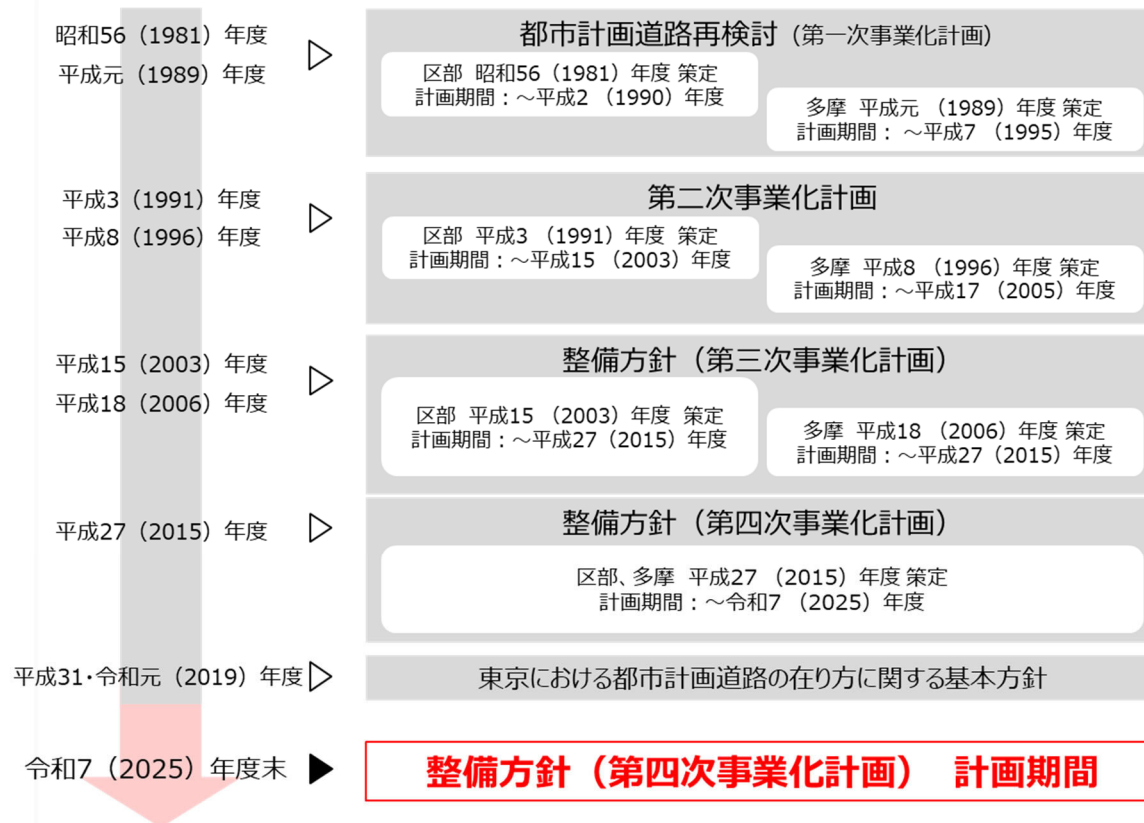 昭和56（1981）年度
平成元（1989）年度
都市計画道路再検討（第一次事業化計画）
区部 昭和56（1981）年度 策定
計画期間：～平成2（1990）年度
多摩 平成元（1989）年度 策定
計画期間：～平成7（1995）年度
平成3（1991）年度
平成8（1996）年度
第二次事業化計画
区部 平成3（1991）年度 策定
計画期間：～平成15（2003）年度
多摩 平成8（1996）年度 策定
計画期間：～平成17（2005）年度
平成15（2003）年度
平成18（2006）年度
整備方針（第三次事業化計画）
区部 平成15（2003）年度 策定
計画期間：～平成27（2015）年度
多摩 平成18（2006）年度 策定
計画期間：～平成27（2015）年度
平成27（2015）年度
整備方針（第四次事業化計画）
区部、多摩 平成27（2015）年度 策定
計画期間：～令和7（2025）年度
平成31・令和元（2019）年度
東京における都市計画道路の在り方に関する基本方針
令和7（2025）年度末
整備方針（第四次事業化計画） 計画期間